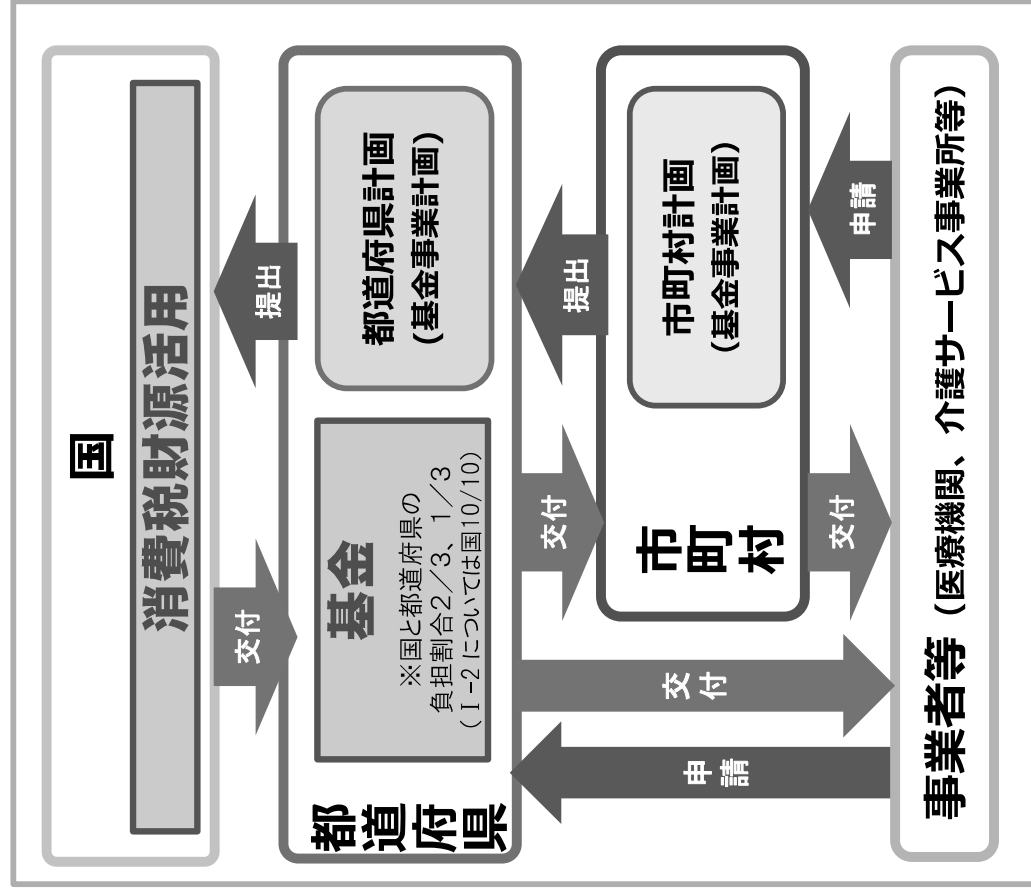 国
消費税財源活用
交付
提出
都道府県
基金
※国と都道府県の
負担割合2/3、1/3
(Ⅰ-2については国10/10)
都道府県計画
(基金事業計画)
申請
交付
交付
提出
市町村
市町村計画
(基金事業計画)
交付
申請
事業者等（医療機関、介護サービス事業所等）